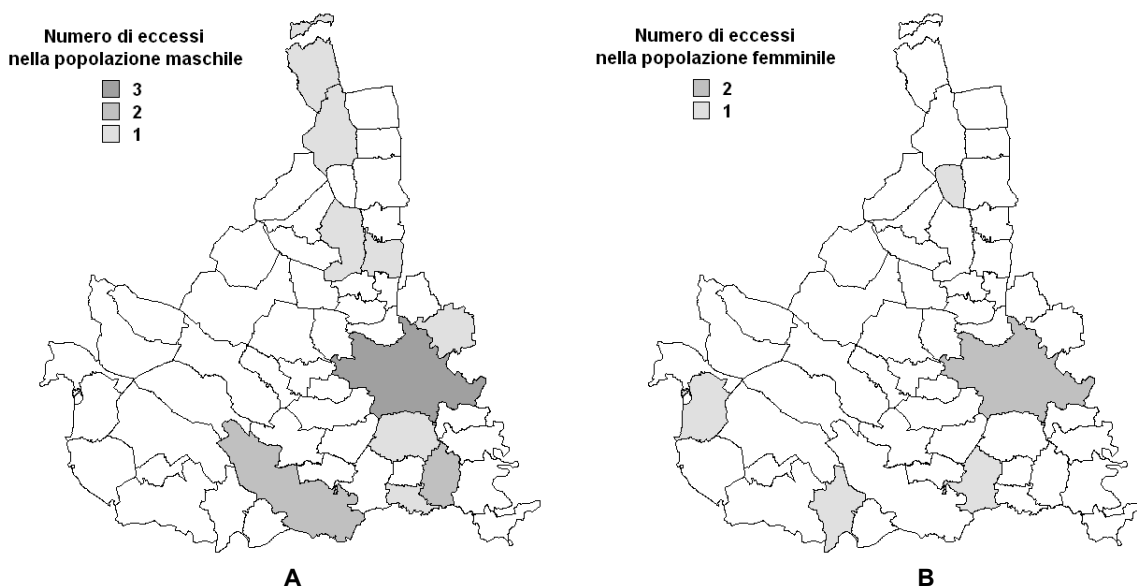 Numero di eccessi
nella popolazione maschile
3
2
1
Numero di eccessi
nella popolazione femminile
2
1
A
B